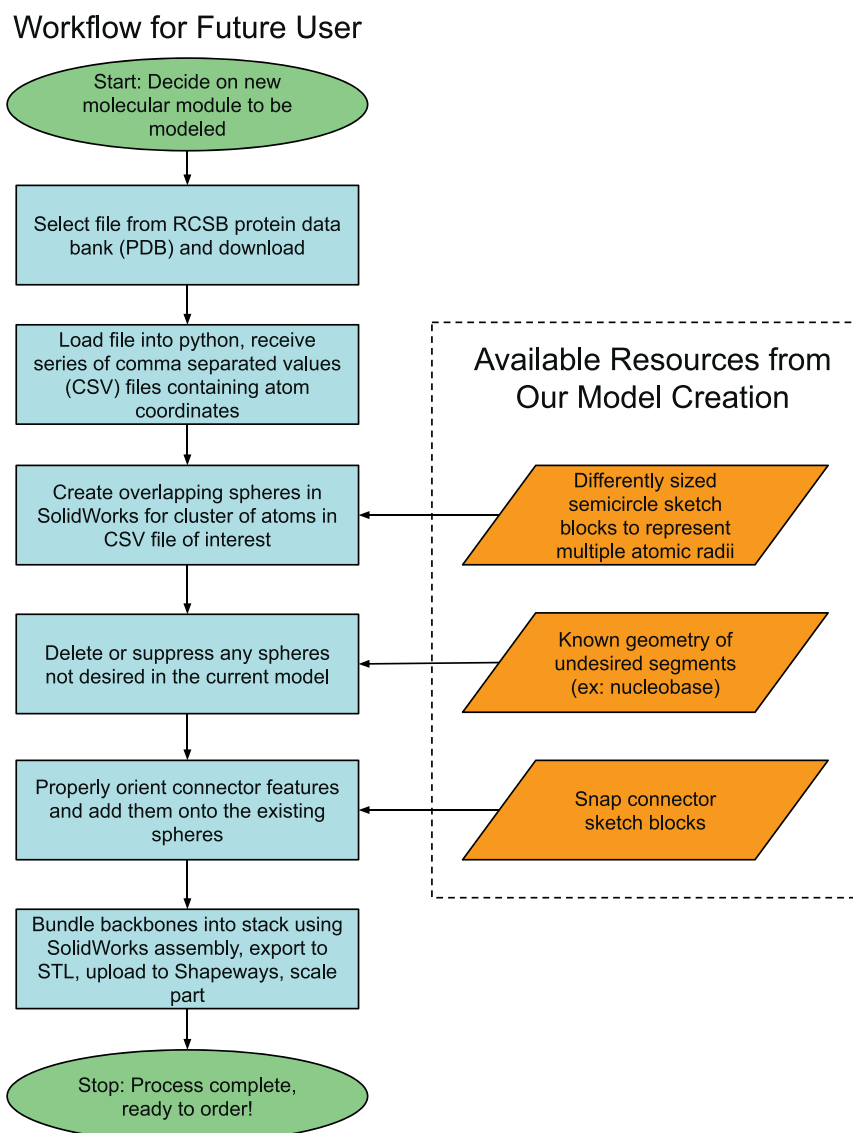 Workflow for Future User
Start: Decide on new
molecular module to be
modeled
Select file from RCSB protein data
bank (PDB) and download
Load file into python, receive
series of comma separated values
(CSV) files containing atom
coordinates
Create overlapping spheres in
SolidWorks for cluster of atoms in
CSV file of interest
Delete or suppress any spheres
not desired in the current model
Properly orient connector features
and add them onto the existing
spheres
Bundle backbones into stack using
SolidWorks assembly, export to
STL, upload to Shapeways, scale
part
Stop: Process complete,
ready to order!
Available Resources from
Our Model Creation
Differently sized
semicircle sketch
blocks to represent
multiple atomic radii
Known geometry of
undesired segments
(ex: nucleobase)
Snap connector
sketch blocks